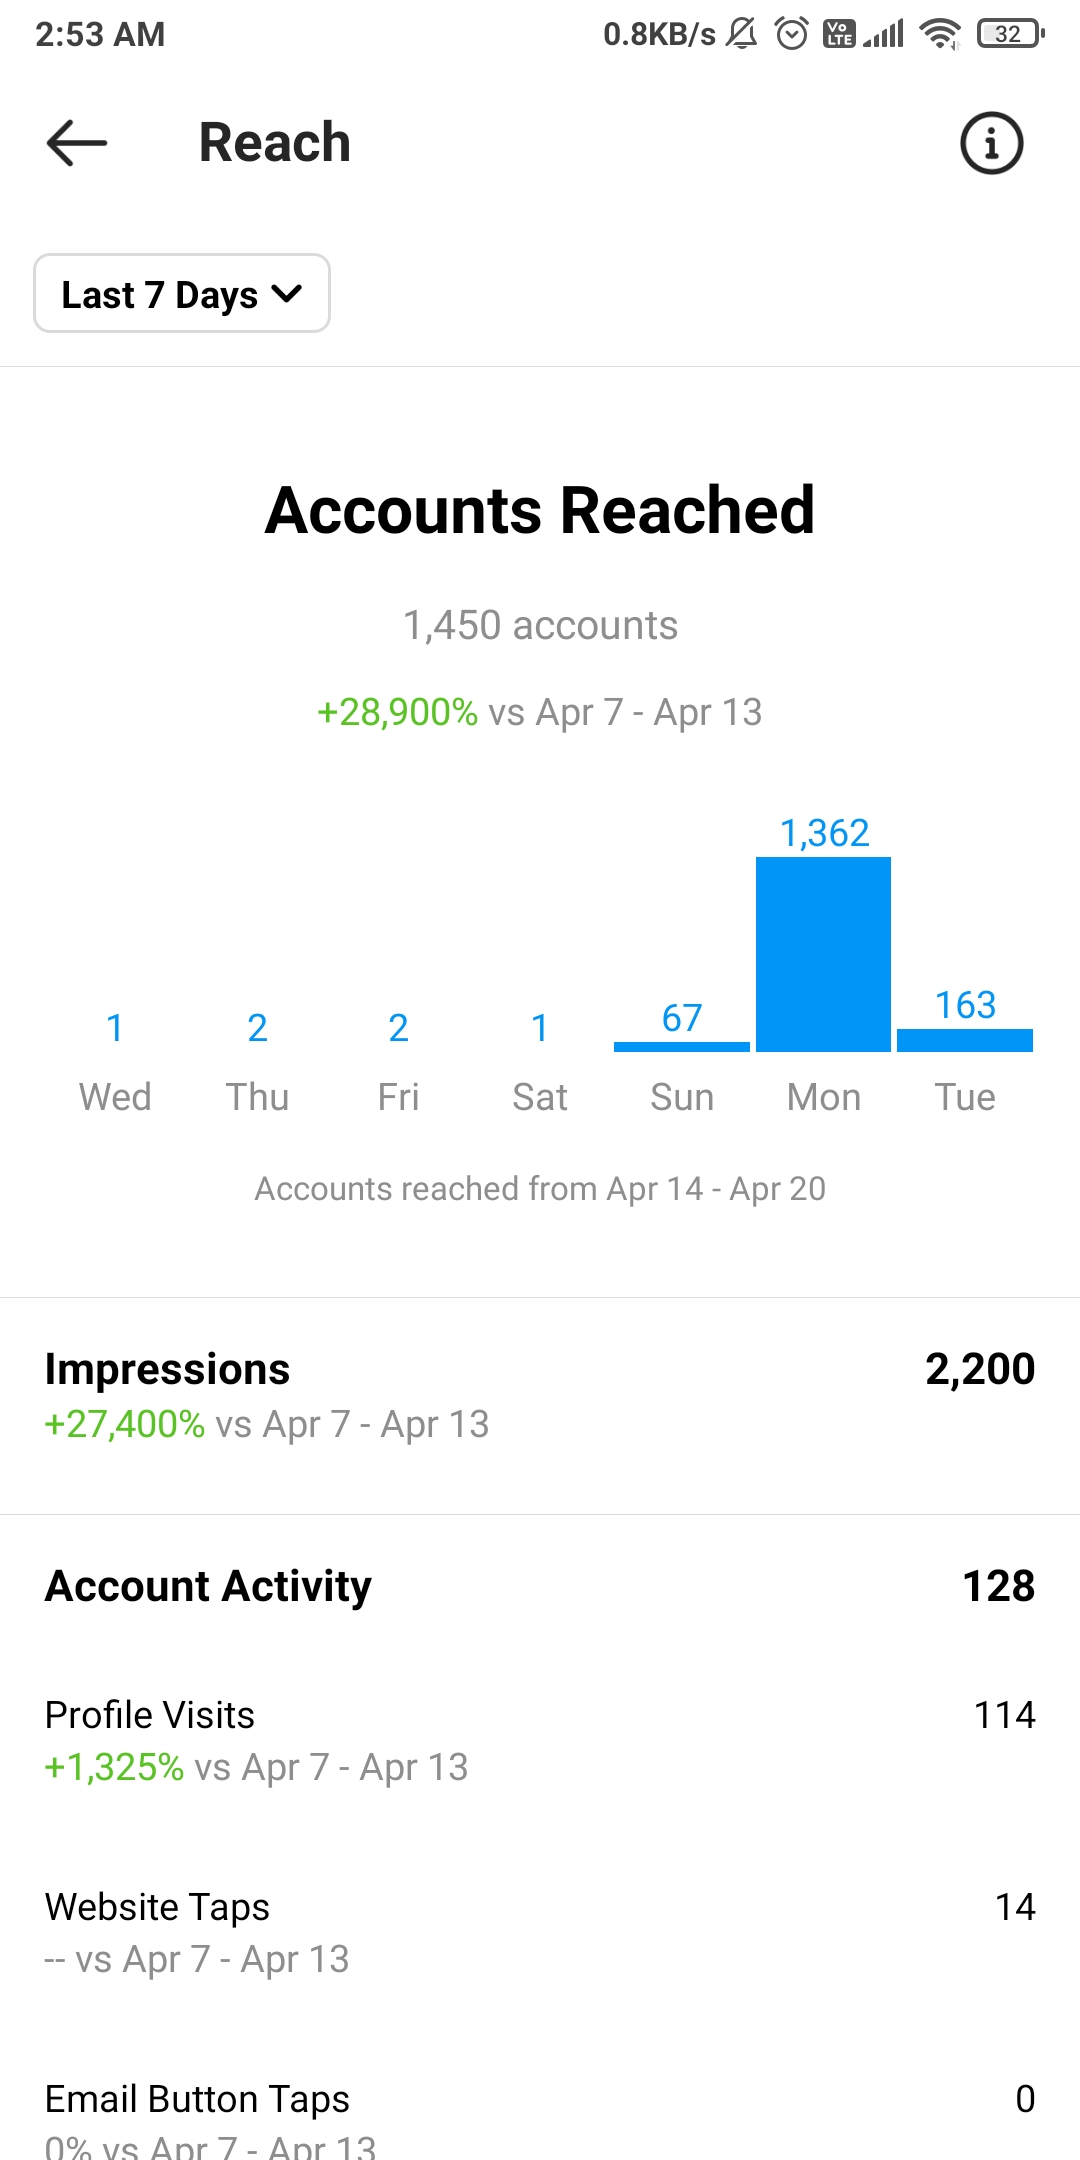 2:53 AM 0.8KB/s Vo LTE 32
Reach
Last 7 Days
Accounts Reached
1,450 accounts
+28,900% vs Apr 7 - Apr 13
1,362
1 2 2 1 67 163
Wed Thu Fri Sat Sun Mon Tue
Accounts reached from Apr 14 - Apr 20
Impressions 2,200
+27,400% vs Apr 7 - Apr 13
Account Activity 128
Profile Visits 114
+1,325% vs Apr 7 - Apr 13
Website Taps 14
-- vs Apr 7 - Apr 13
Email Button Taps 0
0% vs Apr 7 - Apr 13